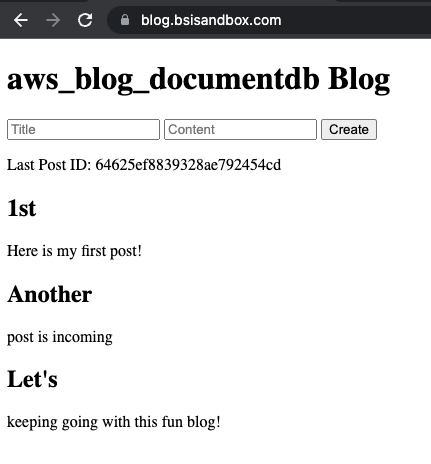 blog.bsisandbox.com
aws_blog_documentdb Blog
Title Content Create
Last Post ID: 64625ef8839328ae792454cd
1st
Here is my first post!
Another
post is incoming
Let's
keeping going with this fun blog!